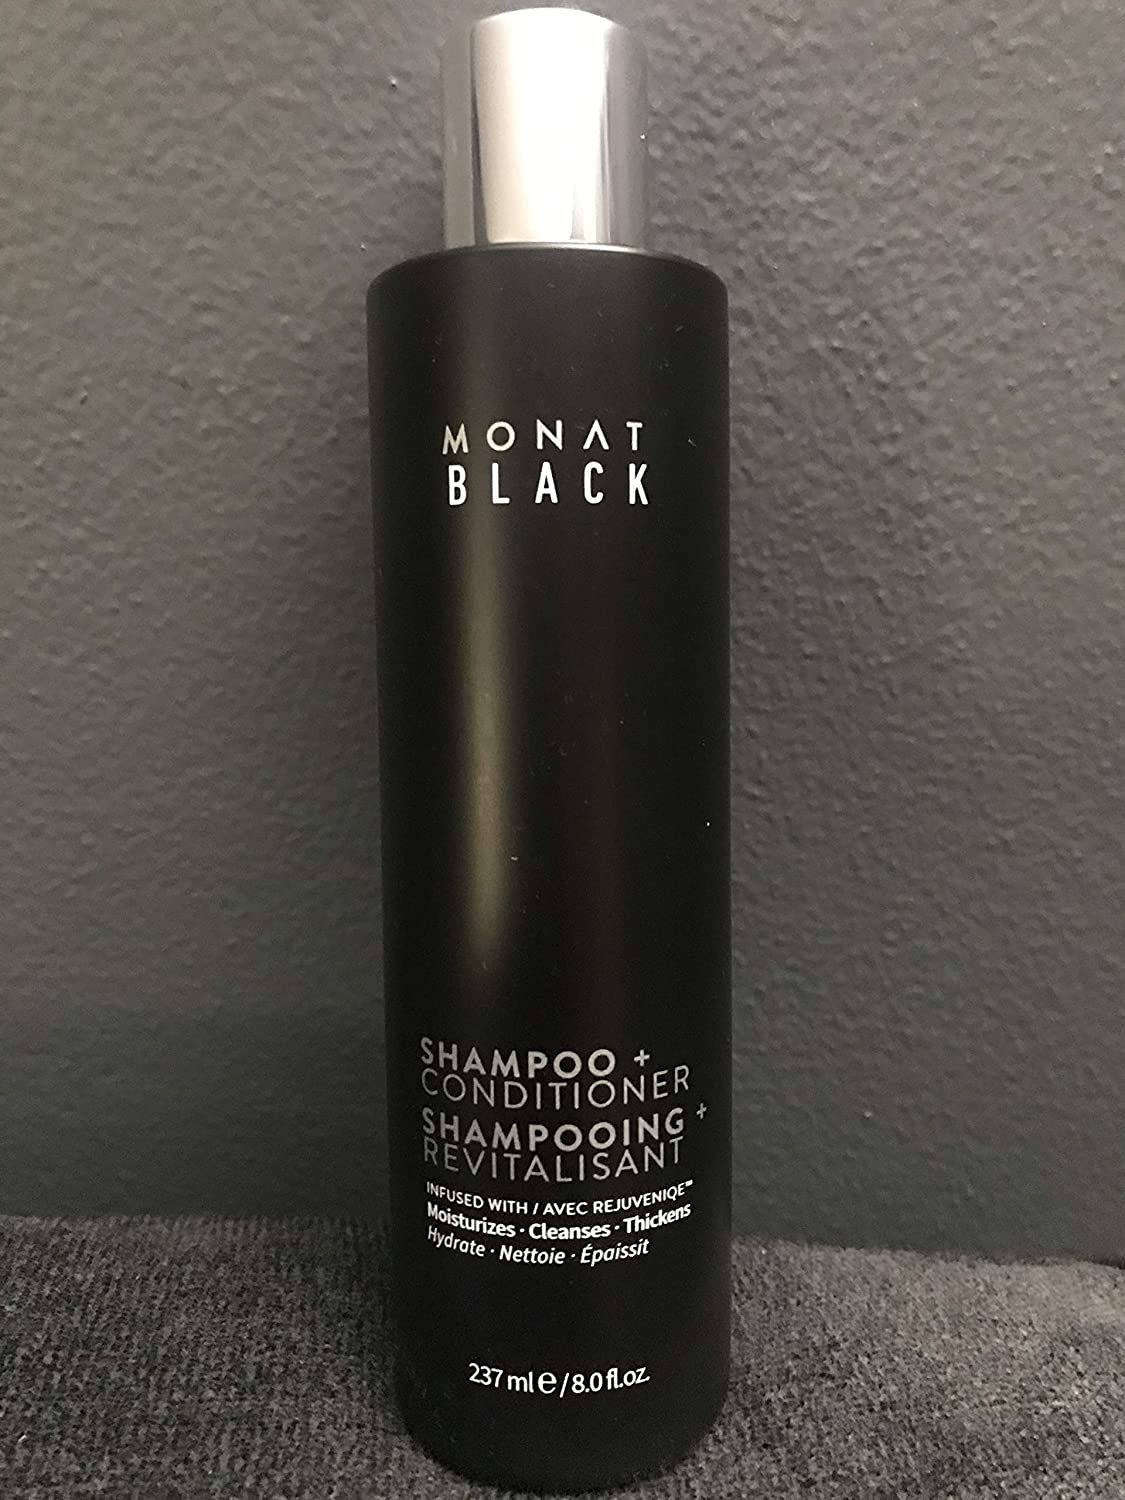 MONAT
BLACK
SHAMPOO +
CONDITIONER
SHAMPOOING +
REVITALISANT
INFUSED WITH / AVEC REJUVENIQE™
Moisturizes · Cleanses · Thickens
Hydrate · Nettoie · Épaissit
237 ml ℮ / 8.0 fl.oz.